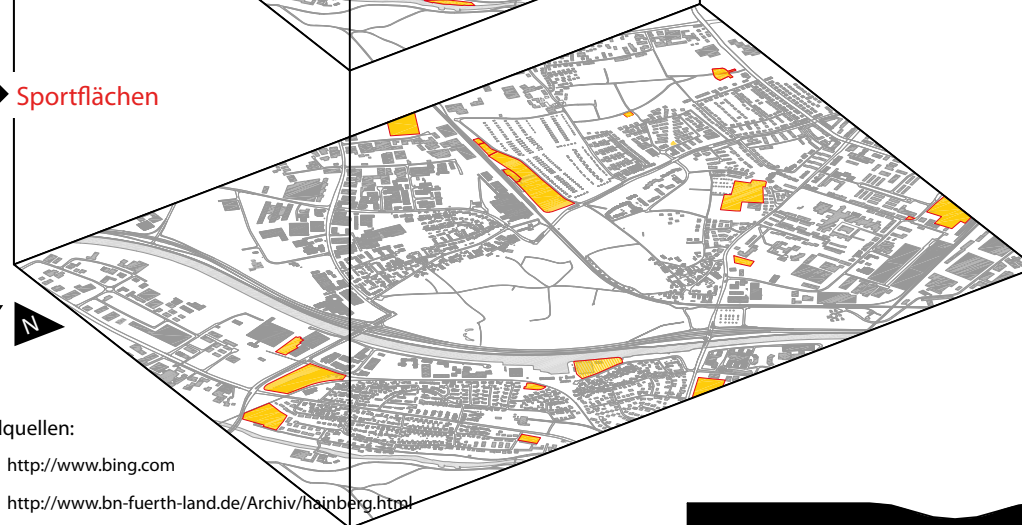 Sportflächen
N
lquellen:
http://www.bing.com
http://www.bn-fuerth-land.de/Archiv/hainberg.html